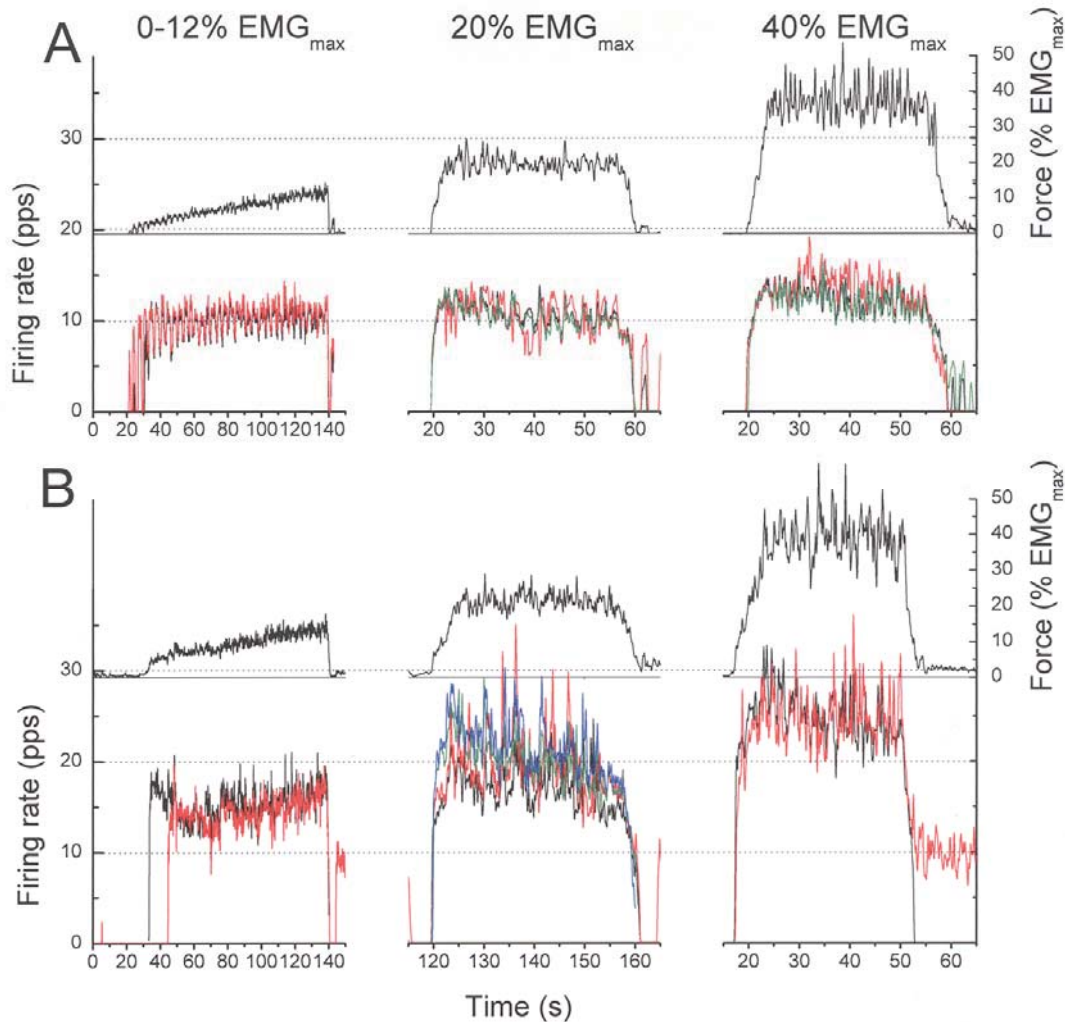 A
0-12% EMGmax
20% EMGmax
40% EMGmax
Firing rate (pps)
30
20
10
0
50
40
30
20
10
0
Force (% EMGmax)
0 20 40 60 80 100 120 140
20 30 40 50 60
20 30 40 50 60
B
Firing rate (pps)
30
20
10
0
50
40
30
20
10
0
Force (% EMGmax)
0 20 40 60 80 100 120 140
120 130 140 150 160
20 30 40 50 60
Time (s)